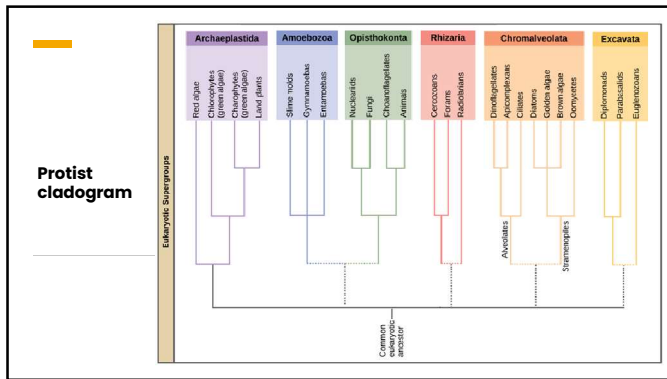 Protist
cladogram
Eukaryotic Supergroups
Archaeplastida
Red algae
Chlorophytes
(green algae)
Charophytes
(green algae)
Land plants
Amoebozoa
Slime molds
Gymnamoebas
Entamoebas
Opisthokonta
Nucleariids
Fungi
Choanoflagellates
Animals
Rhizaria
Cercozoans
Forams
Radiolarians
Chromalveolata
Dinoflagellates
Apicomplexans
Ciliates
Diatoms
Golden algae
Brown algae
Oomycetes
Excavata
Diplomonads
Parabasalids
Euglenozoans
Alveolates
Stramenopiles
Common
eukaryotic
ancestor